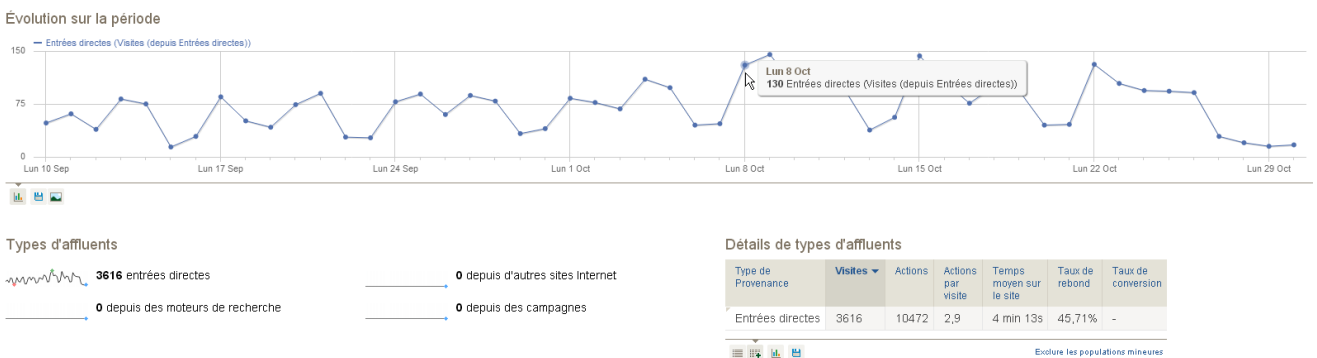 Évolution sur la période
Entrées directes (Visites (depuis Entrées directes))
150
75
0
Lun 8 Oct
130 Entrées directes (Visites (depuis Entrées directes))
Lun 10 Sep
Lun 17 Sep
Lun 24 Sep
Lun 1 Oct
Lun 8 Oct
Lun 15 Oct
Lun 22 Oct
Lun 29 Oct
Types d'affluents
3616 entrées directes
0 depuis d'autres sites Internet
0 depuis des moteurs de recherche
0 depuis des campagnes
Détails de types d'affluents
Type de Provenance
Visites
Actions
Actions par visite
Temps moyen sur le site
Taux de rebond
Taux de conversion
Entrées directes 3616 10472 2,9 4 min 13s 45,71% -
Exclure les populations mineures